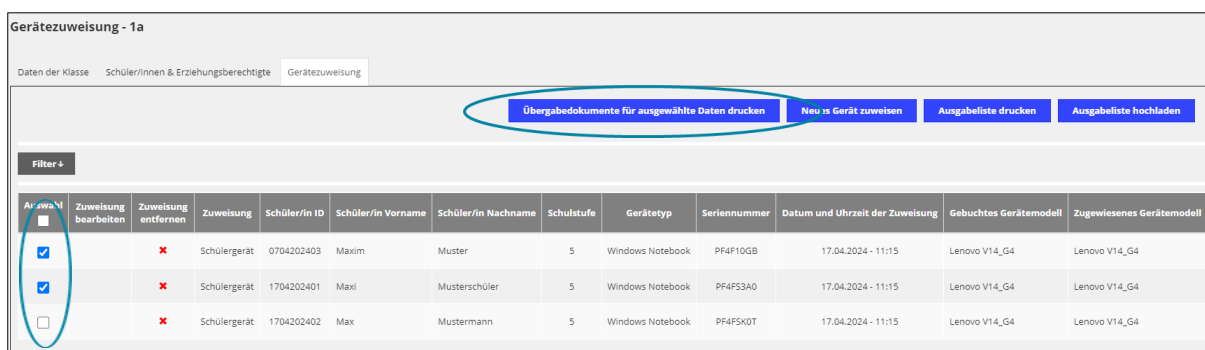 Gerätezuweisung - 1a
Daten der Klasse Schüler/innen & Erziehungsberechtigte Gerätezuweisung
Übergabedokumente für ausgewählte Daten drucken Neues Gerät zuweisen Ausgabeliste drucken Ausgabeliste hochladen
Filter ↓
Auswahl Zuweisung bearbeiten Zuweisung entfernen Zuweisung Schüler/in ID Schüler/in Vorname Schüler/in Nachname Schulstufe Gerätetyp Seriennummer Datum und Uhrzeit der Zuweisung Gebuchtes Gerätemodell Zugewiesenes Gerätemodell
Schülergerät 0704202403 Maxim Muster 5 Windows Notebook PF4F10GB 17.04.2024 - 11:15 Lenovo V14_G4 Lenovo V14_G4
Schülergerät 1704202401 Maxi Musterschüler 5 Windows Notebook PF4FS3A0 17.04.2024 - 11:15 Lenovo V14_G4 Lenovo V14_G4
Schülergerät 1704202402 Max Mustermann 5 Windows Notebook PF4FSK0T 17.04.2024 - 11:15 Lenovo V14_G4 Lenovo V14_G4